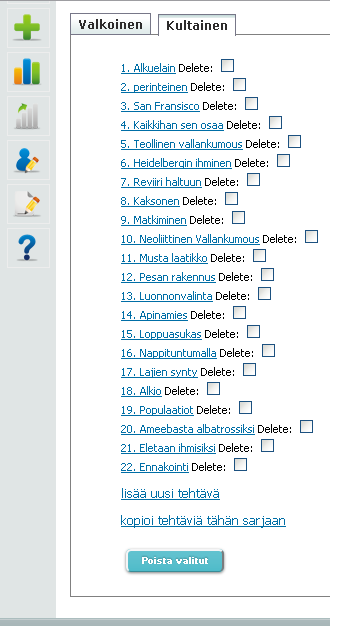 Valkoinen Kultainen
1. Alkuelain Delete:
2. perinteinen Delete:
3. San Fransisco Delete:
4. Kaikkihan sen osaa Delete:
5. Teollinen vallankumous Delete:
6. Heidelbergin ihminen Delete:
7. Reviiri haltuun Delete:
8. Kaksonen Delete:
9. Matkiminen Delete:
10. Neoliittinen Vallankumous Delete:
11. Musta laatikko Delete:
12. Pesan rakennus Delete:
13. Luonnonvalinta Delete:
14. Apinamies Delete:
15. Loppuasukas Delete:
16. Nappituntumalla Delete:
17. Lajien synty Delete:
18. Alkio Delete:
19. Populaatiot Delete:
20. Ameebasta albatrossiksi Delete:
21. Eletaan ihmisiksi Delete:
22. Ennakointi Delete:
lisää uusi tehtävä
kopioi tehtäviä tähän sarjaan
Poista valitut